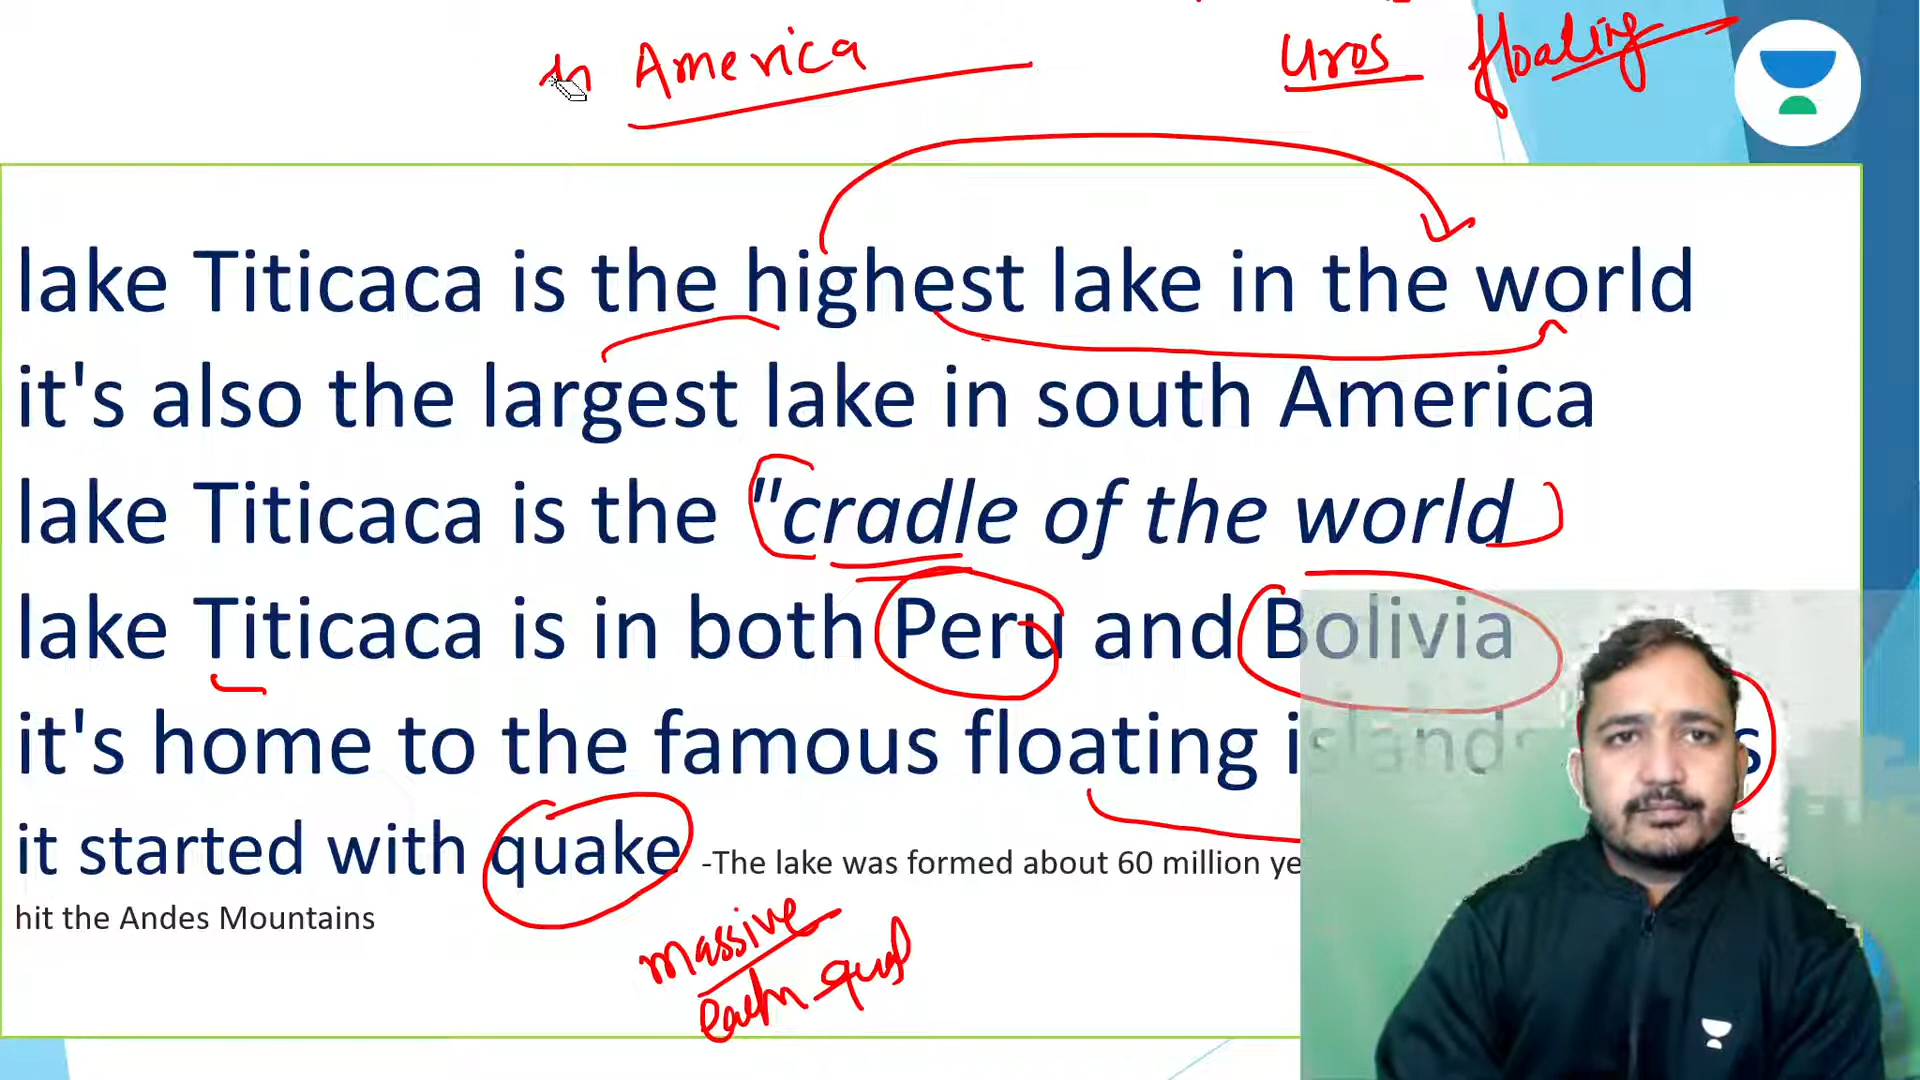 America
uros floating
lake Titicaca is the highest lake in the world
it's also the largest lake in south America
lake Titicaca is the "cradle of the world
lake Titicaca is in both Peru and Bolivia
it's home to the famous floating islands
it started with quake -The lake was formed about 60 million
hit the Andes Mountains
massive